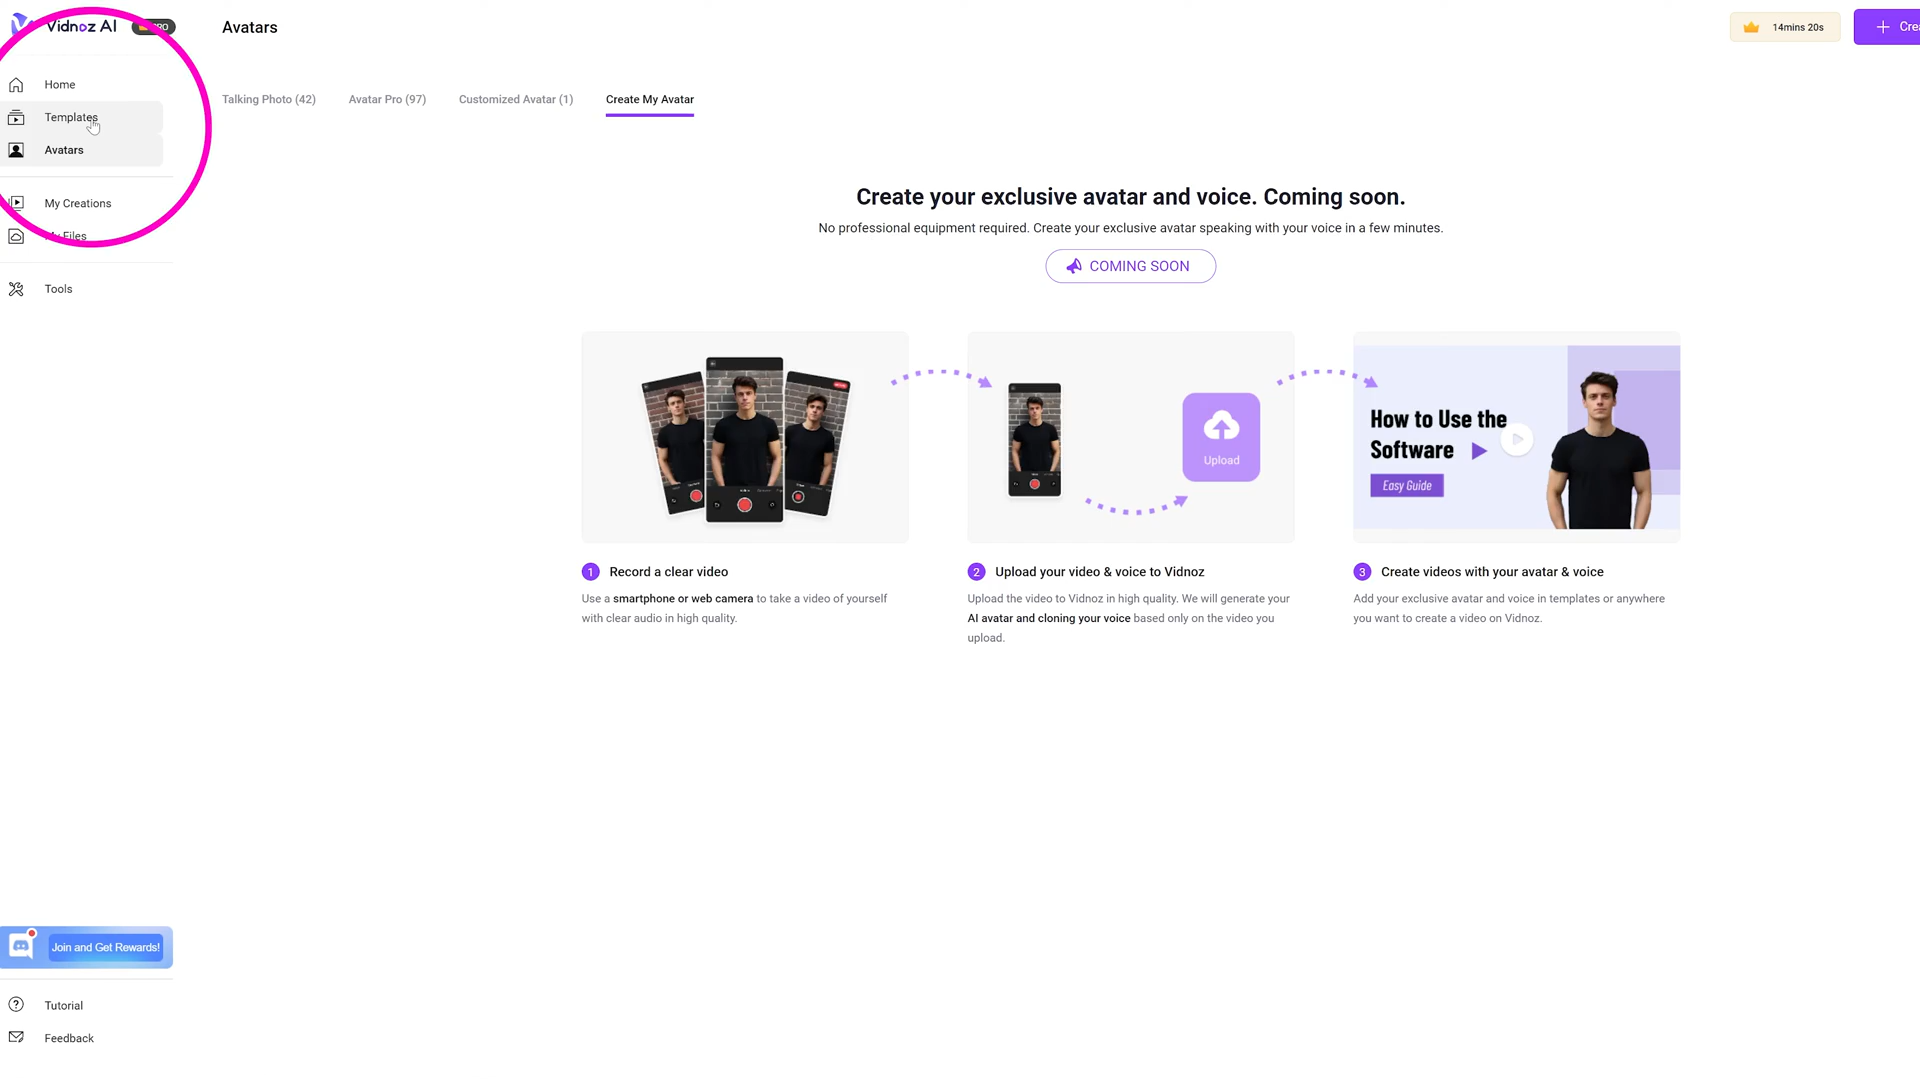 Vidnoz AI
Avatars
14mins 20s
Home
Templates
Avatars
My Creations
Files
Tools
Talking Photo (42)
Avatar Pro (97)
Customized Avatar (1)
Create My Avatar
Create your exclusive avatar and voice. Coming soon.
No professional equipment required. Create your exclusive avatar speaking with your voice in a few minutes.
COMING SOON
Upload
How to Use the
Software
Easy Guide
1 Record a clear video
Use a smartphone or web camera to take a video of yourself
with clear audio in high quality.
2 Upload your video & voice to Vidnoz
Upload the video to Vidnoz in high quality. We will generate your
AI avatar and cloning your voice based only on the video you
upload.
3 Create videos with your avatar & voice
Add your exclusive avatar and voice in templates or anywhere
you want to create a video on Vidnoz.
Join and Get Rewards!
Tutorial
Feedback